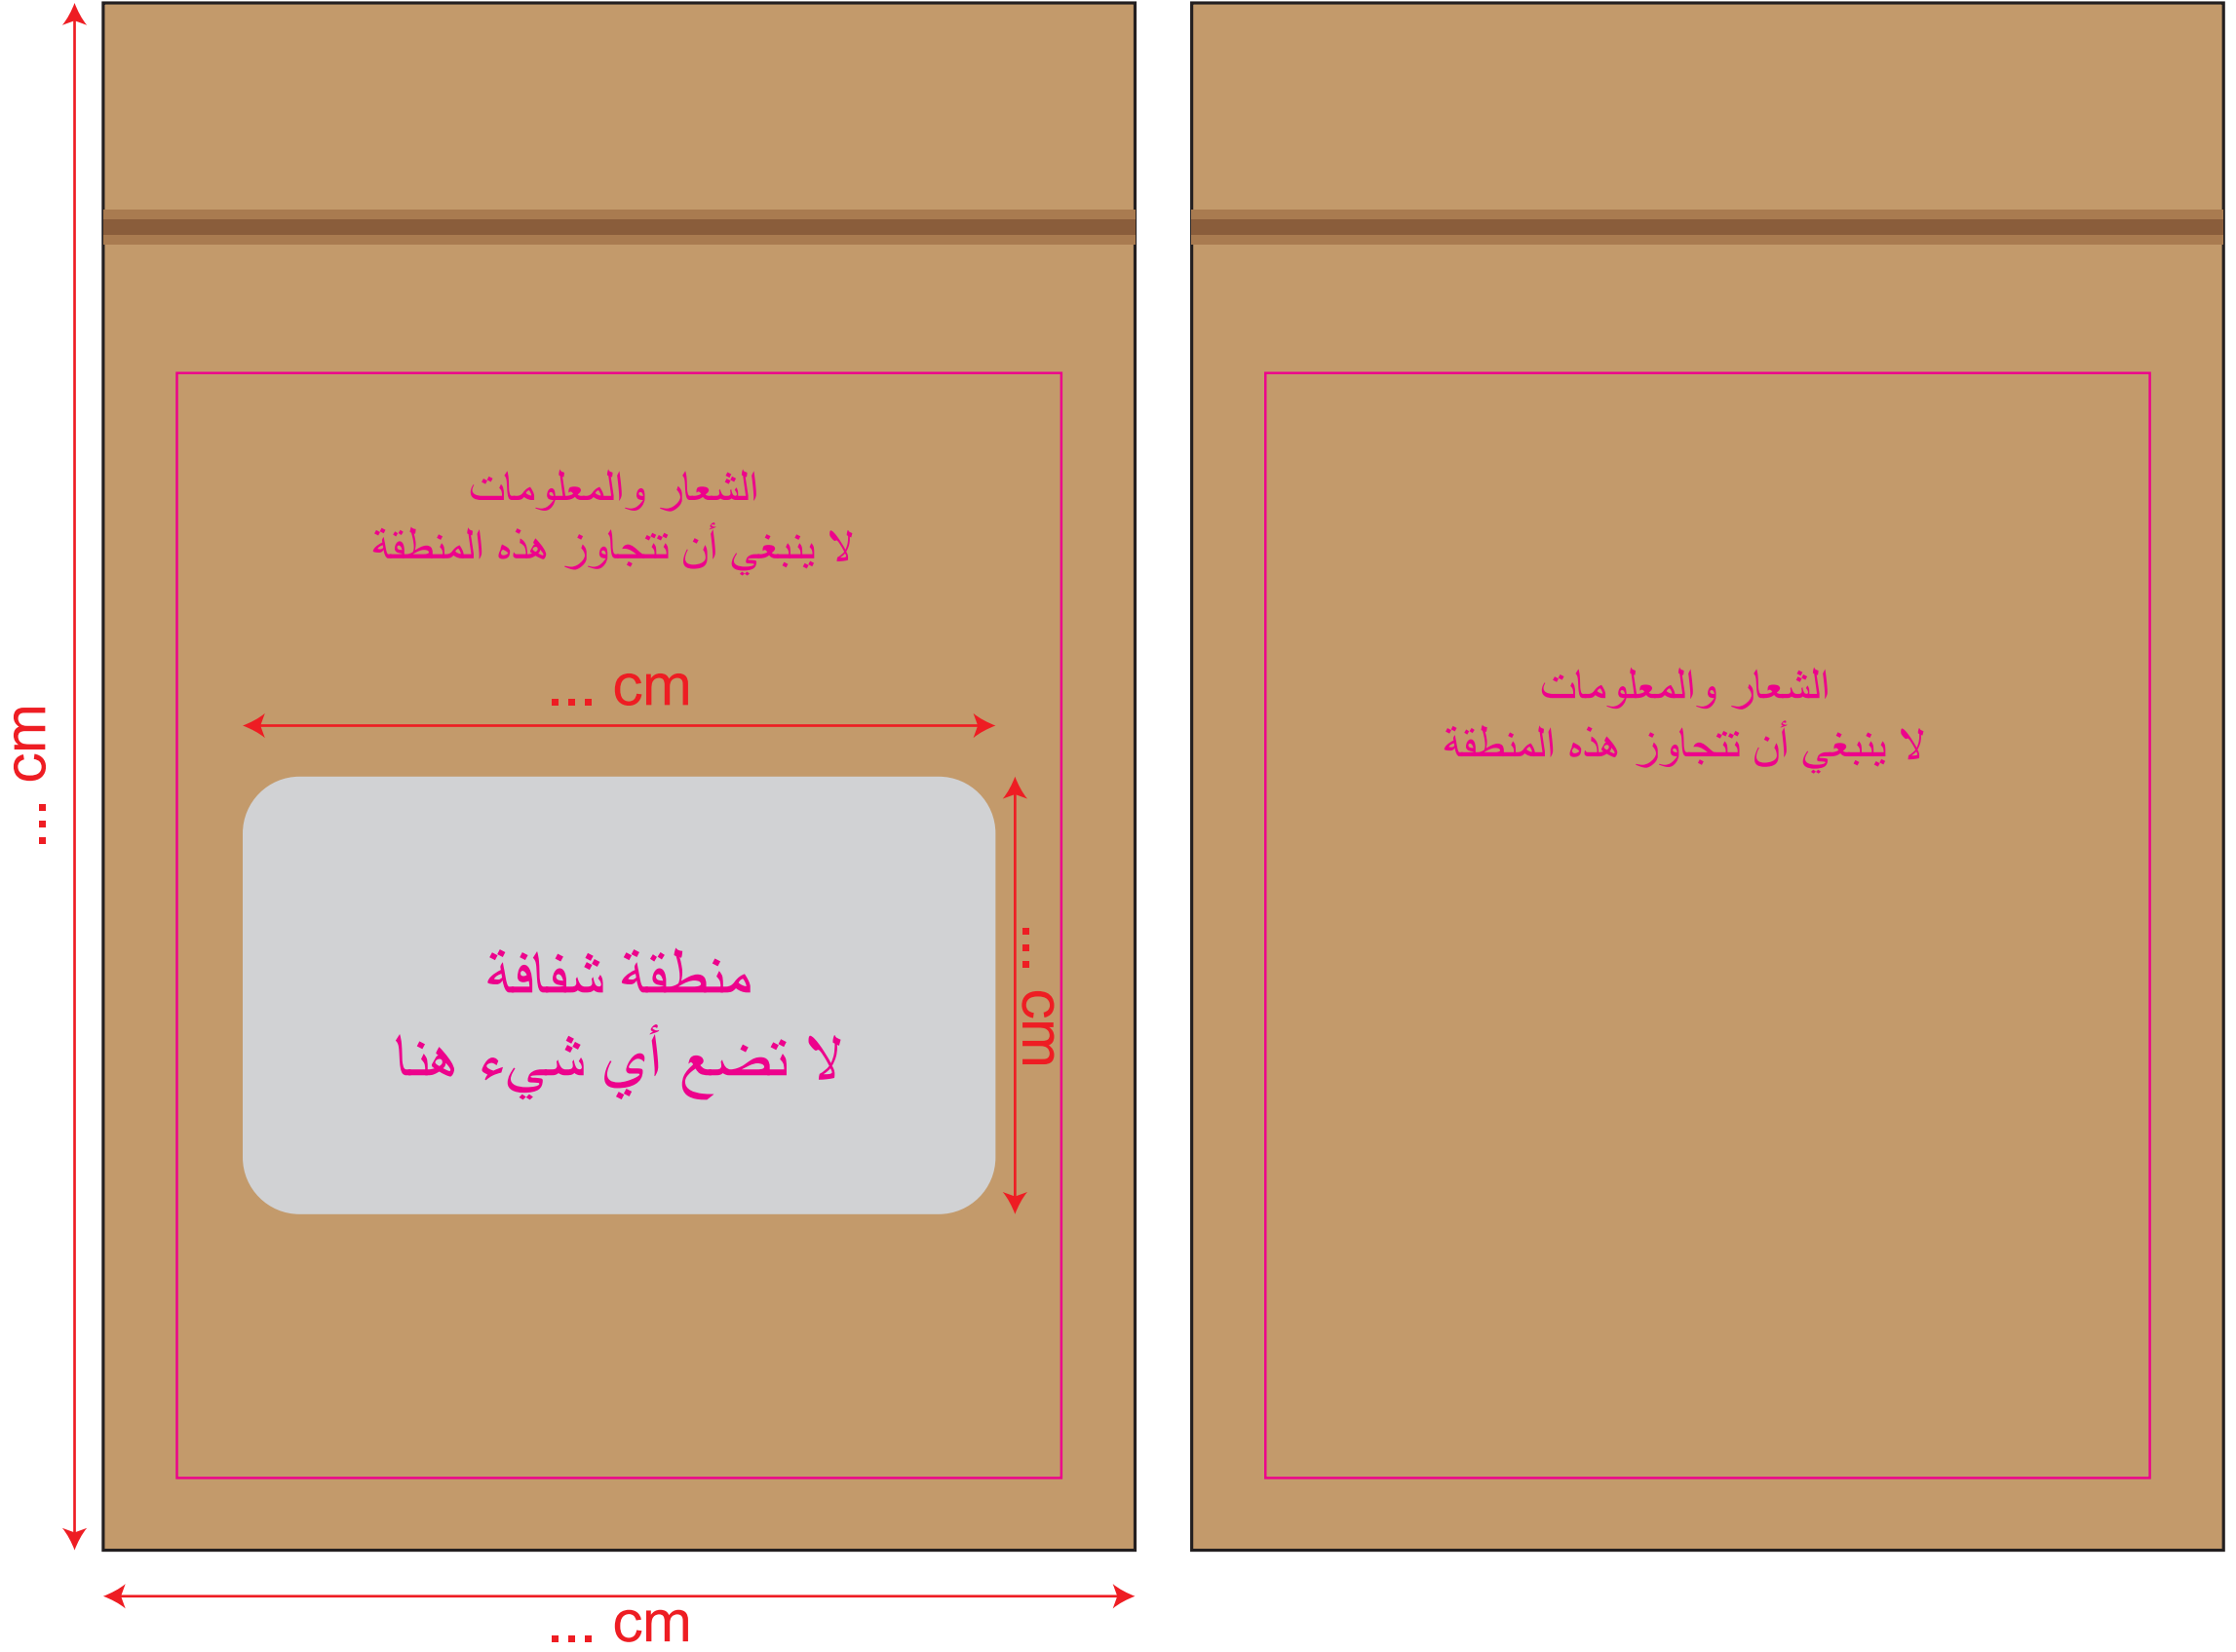 الشعار والمعلومات
لا ينبغي أن تتجاوز هذه المنطقة
... cm
... cm
منطقة شفافة
لا تضع أي شيء هنا
... cm
... cm
الشعار والمعلومات
لا ينبغي أن تتجاوز هذه المنطقة